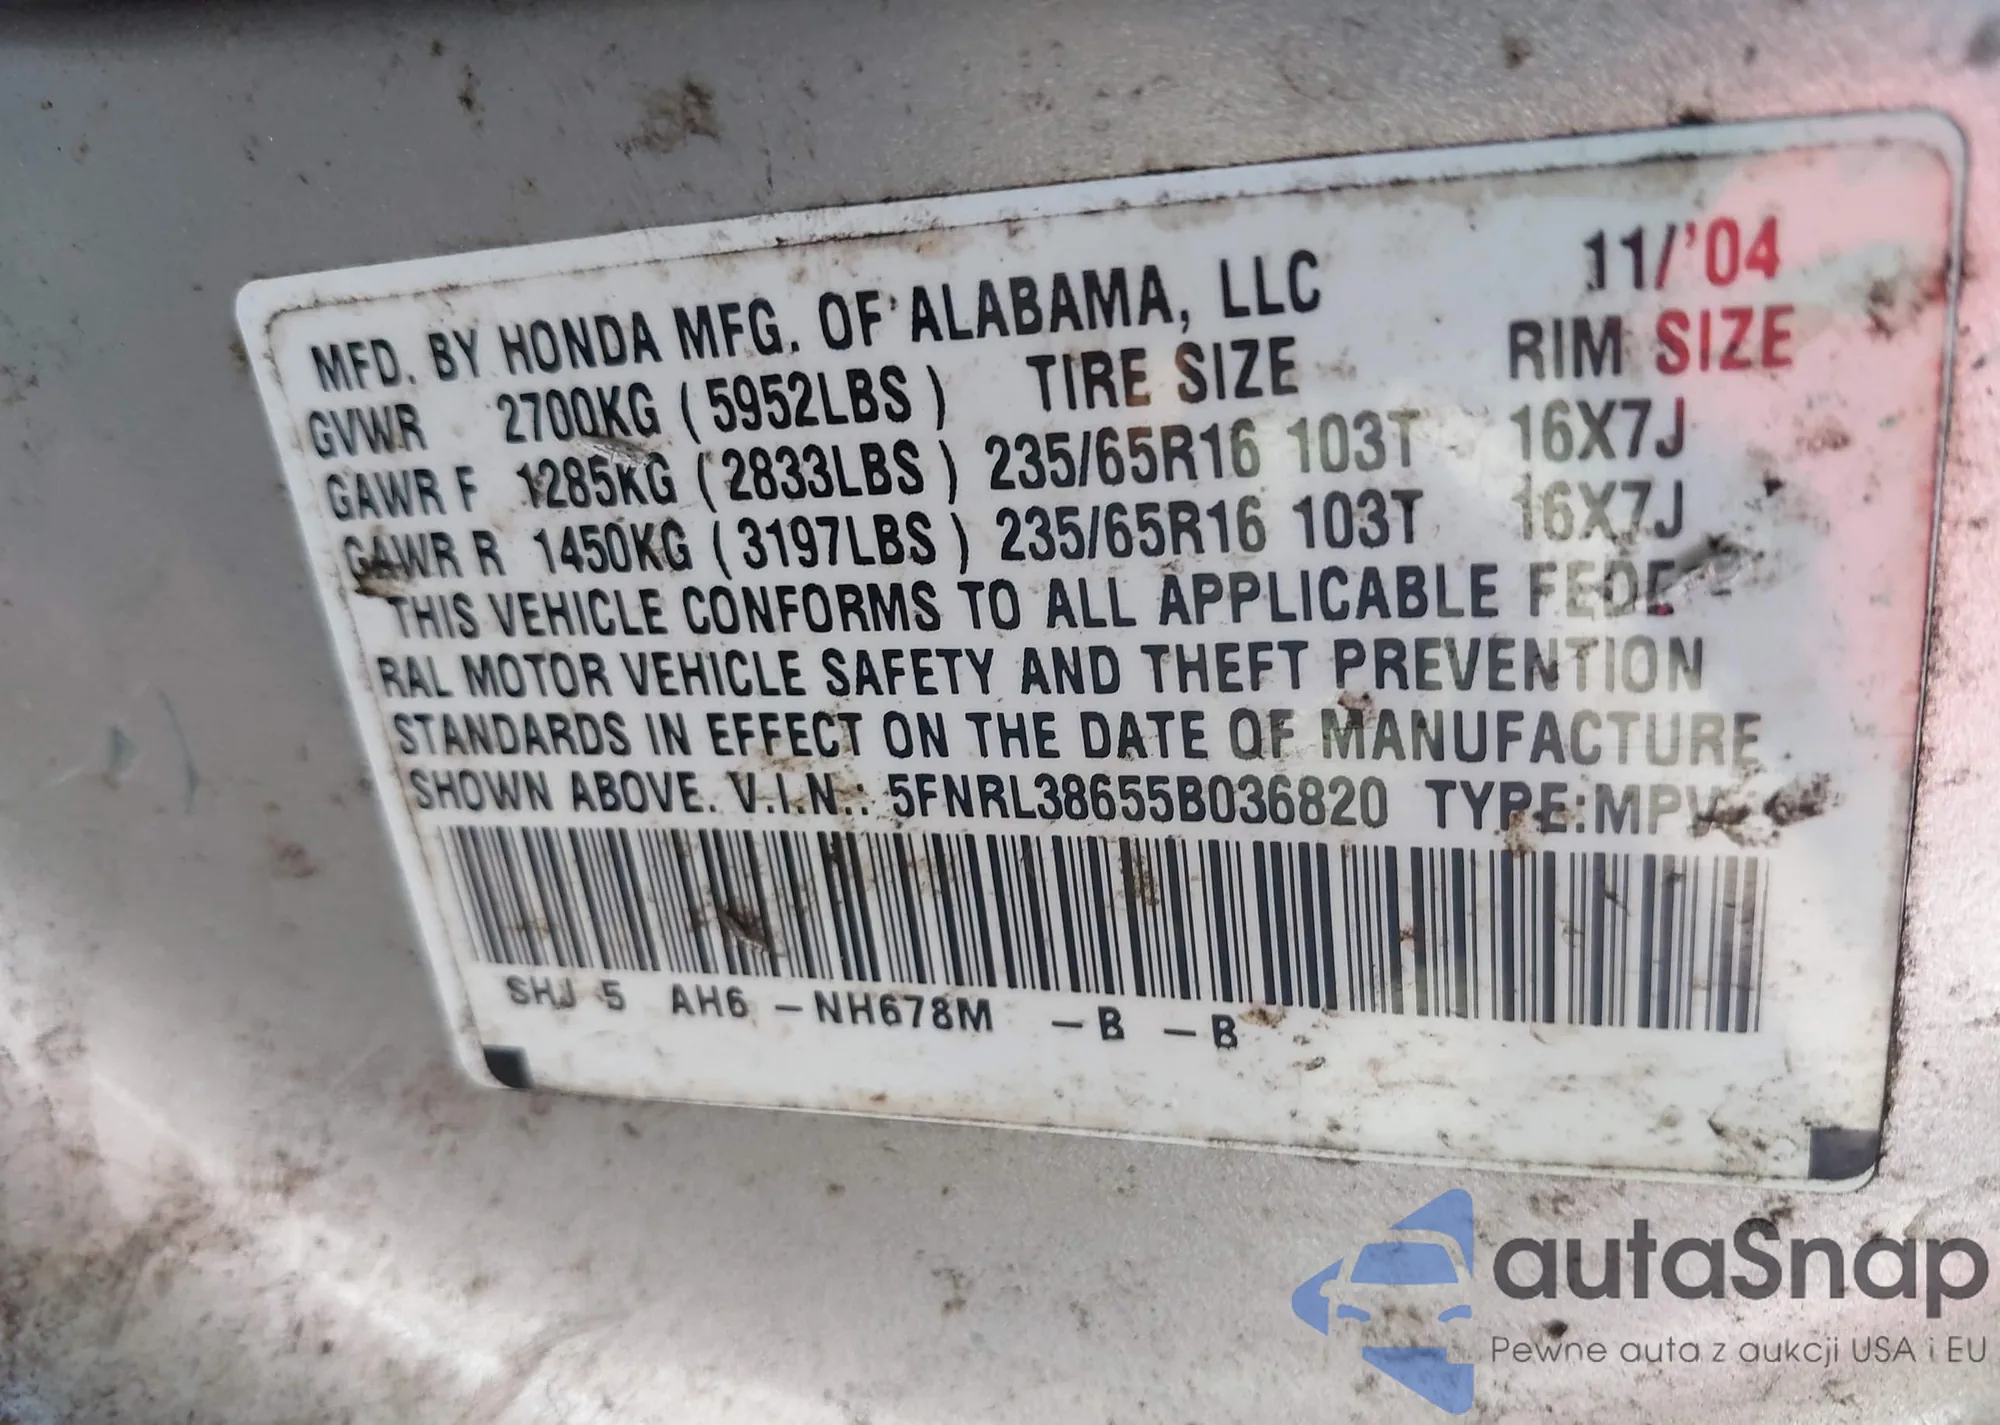 MFD. BY HONDA MFG. OF ALABAMA, LLC 11/'04
GVWR 2700KG (5952LBS) TIRE SIZE RIM SIZE
GAWR F 1285KG (2833LBS) 235/65R16 103T 16X7J
GAWR R 1450KG (3197LBS) 235/65R16 103T 16X7J
THIS VEHICLE CONFORMS TO ALL APPLICABLE FEDE-
RAL MOTOR VEHICLE SAFETY AND THEFT PREVENTION
STANDARDS IN EFFECT ON THE DATE OF MANUFACTURE
SHOWN ABOVE. V.I.N.: 5FNRL38655B036820 TYPE:MPV
SHJ 5 AH6 -NH678M -B -B
autaSnap
Pewne auta z aukcji USA i EU